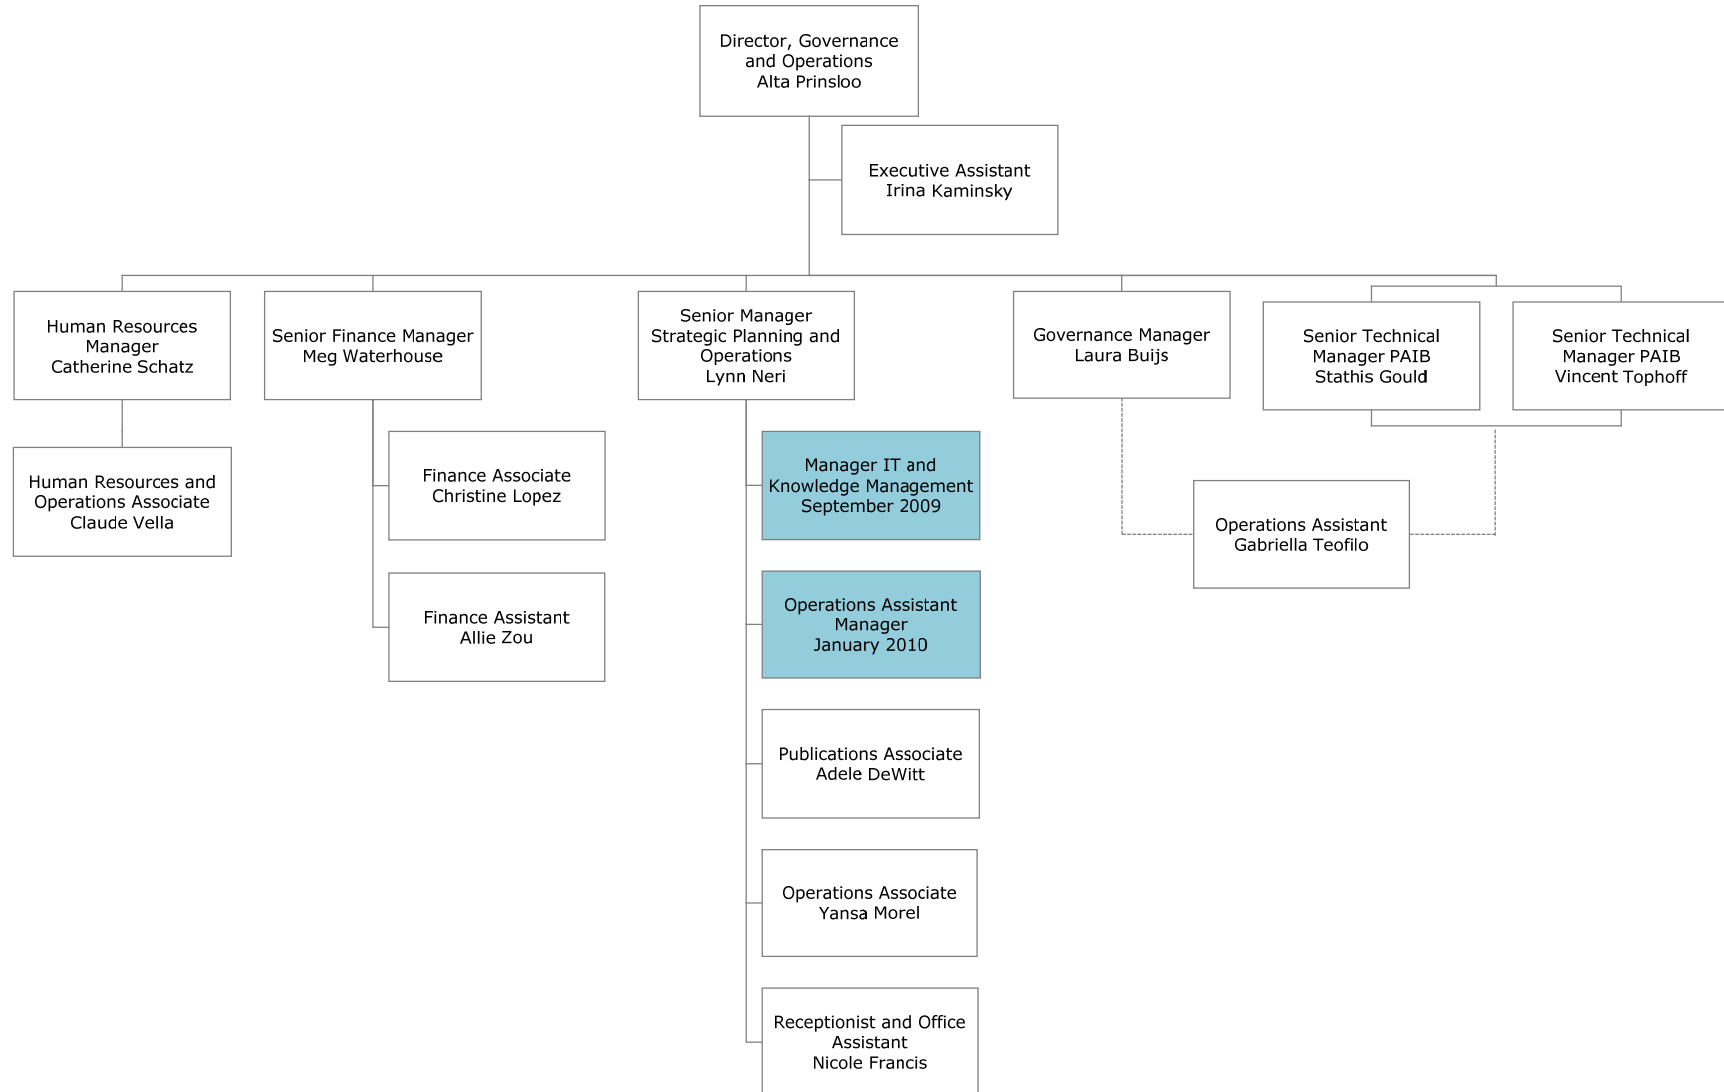 Director, Governance
and Operations
Alta Prinsloo
Executive Assistant
Irina Kaminsky
Human Resources
Manager
Catherine Schatz
Senior Finance Manager
Meg Waterhouse
Senior Manager
Strategic Planning and
Operations
Lynn Neri
Governance Manager
Laura Buijs
Senior Technical
Manager PAIB
Stathis Gould
Senior Technical
Manager PAIB
Vincent Tophoff
Human Resources and
Operations Associate
Claude Vella
Finance Associate
Christine Lopez
Manager IT and
Knowledge Management
September 2009
Operations Assistant
Gabriella Teofilo
Finance Assistant
Allie Zou
Operations Assistant
Manager
January 2010
Publications Associate
Adele DeWitt
Operations Associate
Yansa Morel
Receptionist and Office
Assistant
Nicole Francis